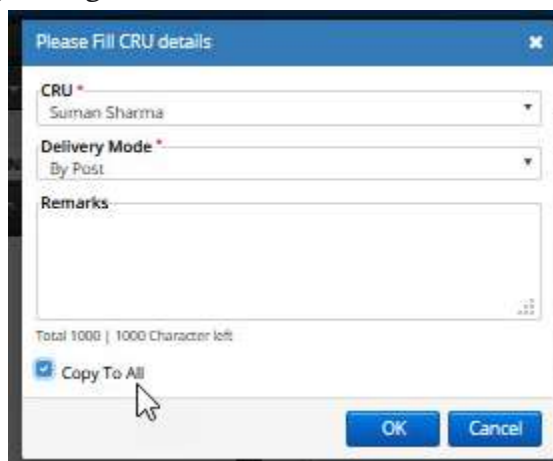 Please Fill CRU details
CRU *
Suman Sharma
Delivery Mode *
By Post
Remarks
Total 1000 | 1000 Character left
Copy To All
OK Cancel